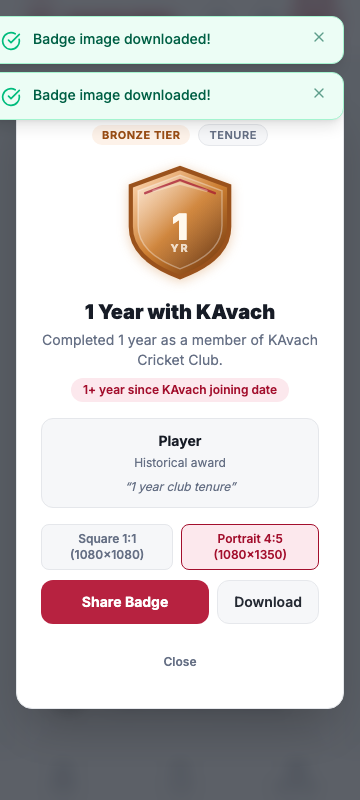 Badge image downloaded!
Badge image downloaded!
BRONZE TIER TENURE
1
YR
1 Year with KAvach
Completed 1 year as a member of KAvach
Cricket Club.
1+ year since KAvach joining date
Player
Historical award
“1 year club tenure”
Square 1:1
(1080×1080)
Portrait 4:5
(1080×1350)
Share Badge
Download
Close